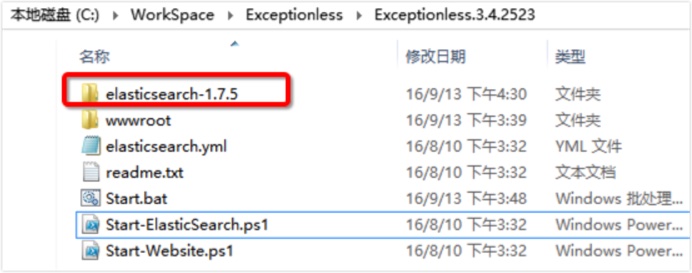 本地磁盘 (C:) WorkSpace Exceptionless Exceptionless.3.4.2523
名称 修改日期 类型
elasticsearch-1.7.5 16/9/13 下午4:30 文件夹
wwwroot 16/9/13 下午3:39 文件夹
elasticsearch.yml 16/8/10 下午3:32 YML 文件
readme.txt 16/8/10 下午3:32 文本文档
Start.bat 16/9/13 下午3:48 Windows 批处理...
Start-ElasticSearch.ps1 16/8/10 下午3:32 Windows Power...
Start-Website.ps1 16/8/10 下午3:32 Windows Power...